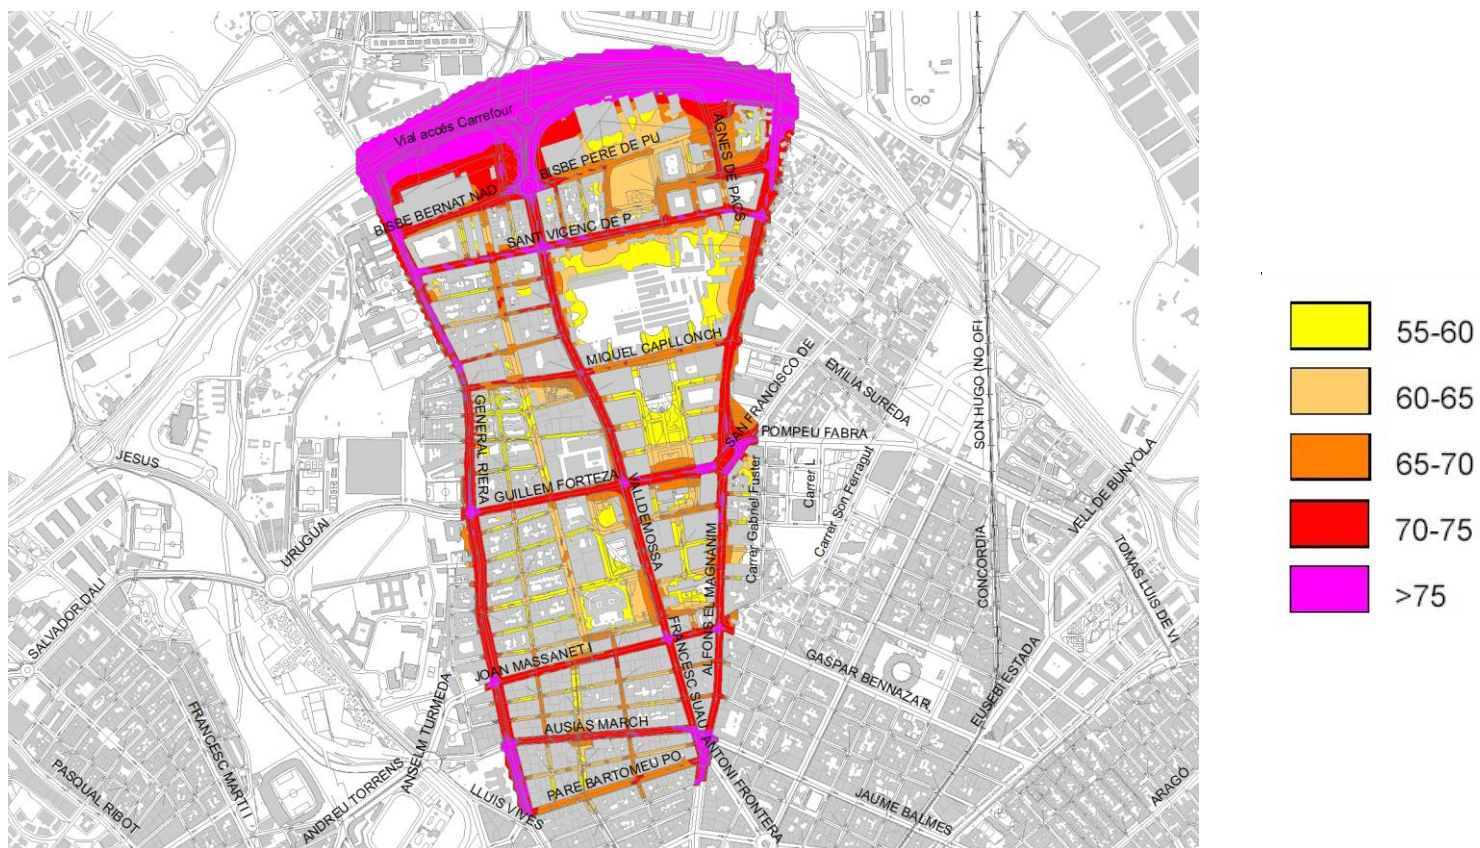 Vial accés Carrefour
AGNES DE PACS
BISBE PERE DE PU
BISBE BERNAT NAD
SANT VICENC DE P
MIQUEL CAPLLONCH
SAN FRANCISCO DE
EMILIA SUREDA
SON HUGO (NO OFI
POMPEU FABRA
GENERAL RIERA
JESUS
GUILLEM FORTEZA
VALLDEMOSSA
Carrer Gabriel Fuster
Carrer L
Carrer Son Ferragut
VELL DE BUNYOLA
URUGUAI
CONCORDIA
TOMAS LUIS DE VI
SALVADOR DALI
ALFONS EL MAGNÀNIM
FRANCESC SUAU
JOAN MASSANET I
GASPAR BENNAZAR
EUSEBI ESTADA
ANSELM TURMEDA
FRANCESC MARTI I
AUSIÀS MARCH
PARE BARTOMEU PO
ANTONI FRONTERA
PASQUAL RIBOT
ANDREU TORRENS
LLUIS VIVES
JAUME BALMES
ARAGÓ
55-60
60-65
65-70
70-75
>75